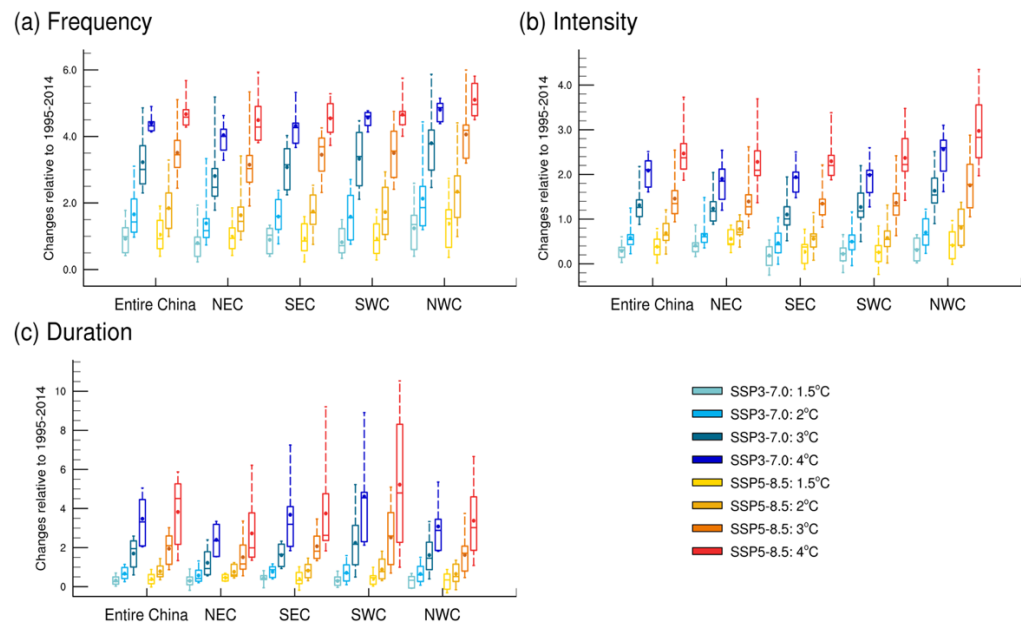 (a) Frequency
Changes relative to 1995-2014
6.0
4.0
2.0
0.0
Entire China NEC SEC SWC NWC
(b) Intensity
Changes relative to 1995-2014
4.0
3.0
2.0
1.0
0.0
Entire China NEC SEC SWC NWC
(c) Duration
Changes relative to 1995-2014
10
8
6
4
2
0
Entire China NEC SEC SWC NWC
SSP3-7.0: 1.5°C
SSP3-7.0: 2°C
SSP3-7.0: 3°C
SSP3-7.0: 4°C
SSP5-8.5: 1.5°C
SSP5-8.5: 2°C
SSP5-8.5: 3°C
SSP5-8.5: 4°C